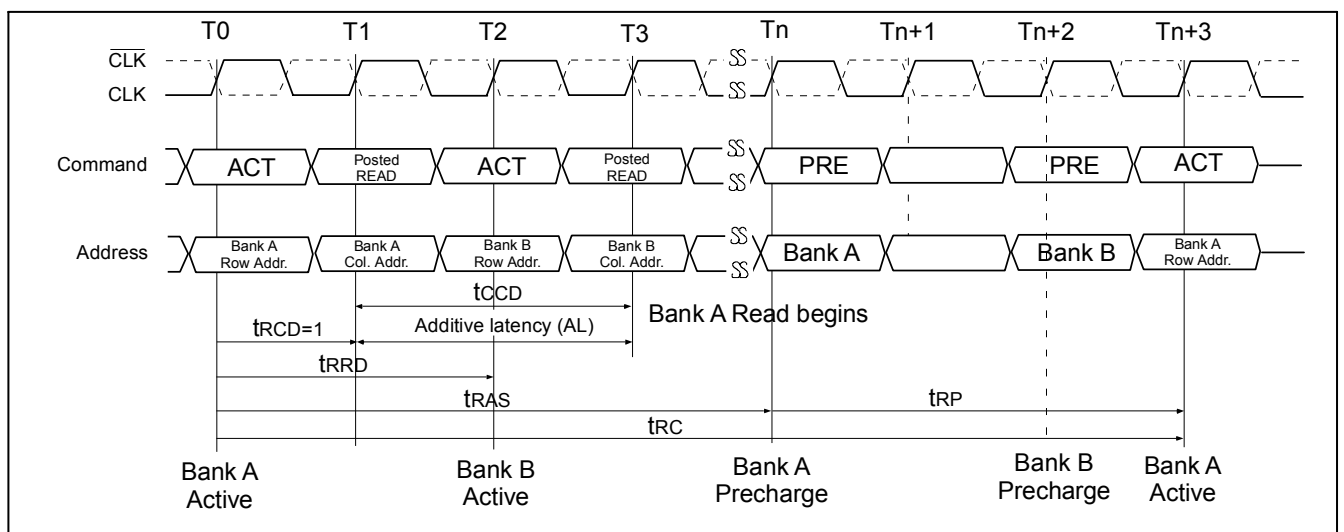 T0 T1 T2 T3 Tn Tn+1 Tn+2 Tn+3
CLK
CLK
Command ACT Posted READ ACT Posted READ PRE PRE ACT
Address Bank A Row Addr. Bank A Col. Addr. Bank B Row Addr. Bank B Col. Addr. Bank A Bank B Bank A Row Addr.
tCCD
Bank A Read begins
tRCD=1 Additive latency (AL)
tRRD
tRAS tRP
tRC
Bank A Active Bank B Active Bank A Precharge Bank B Precharge Bank A Active